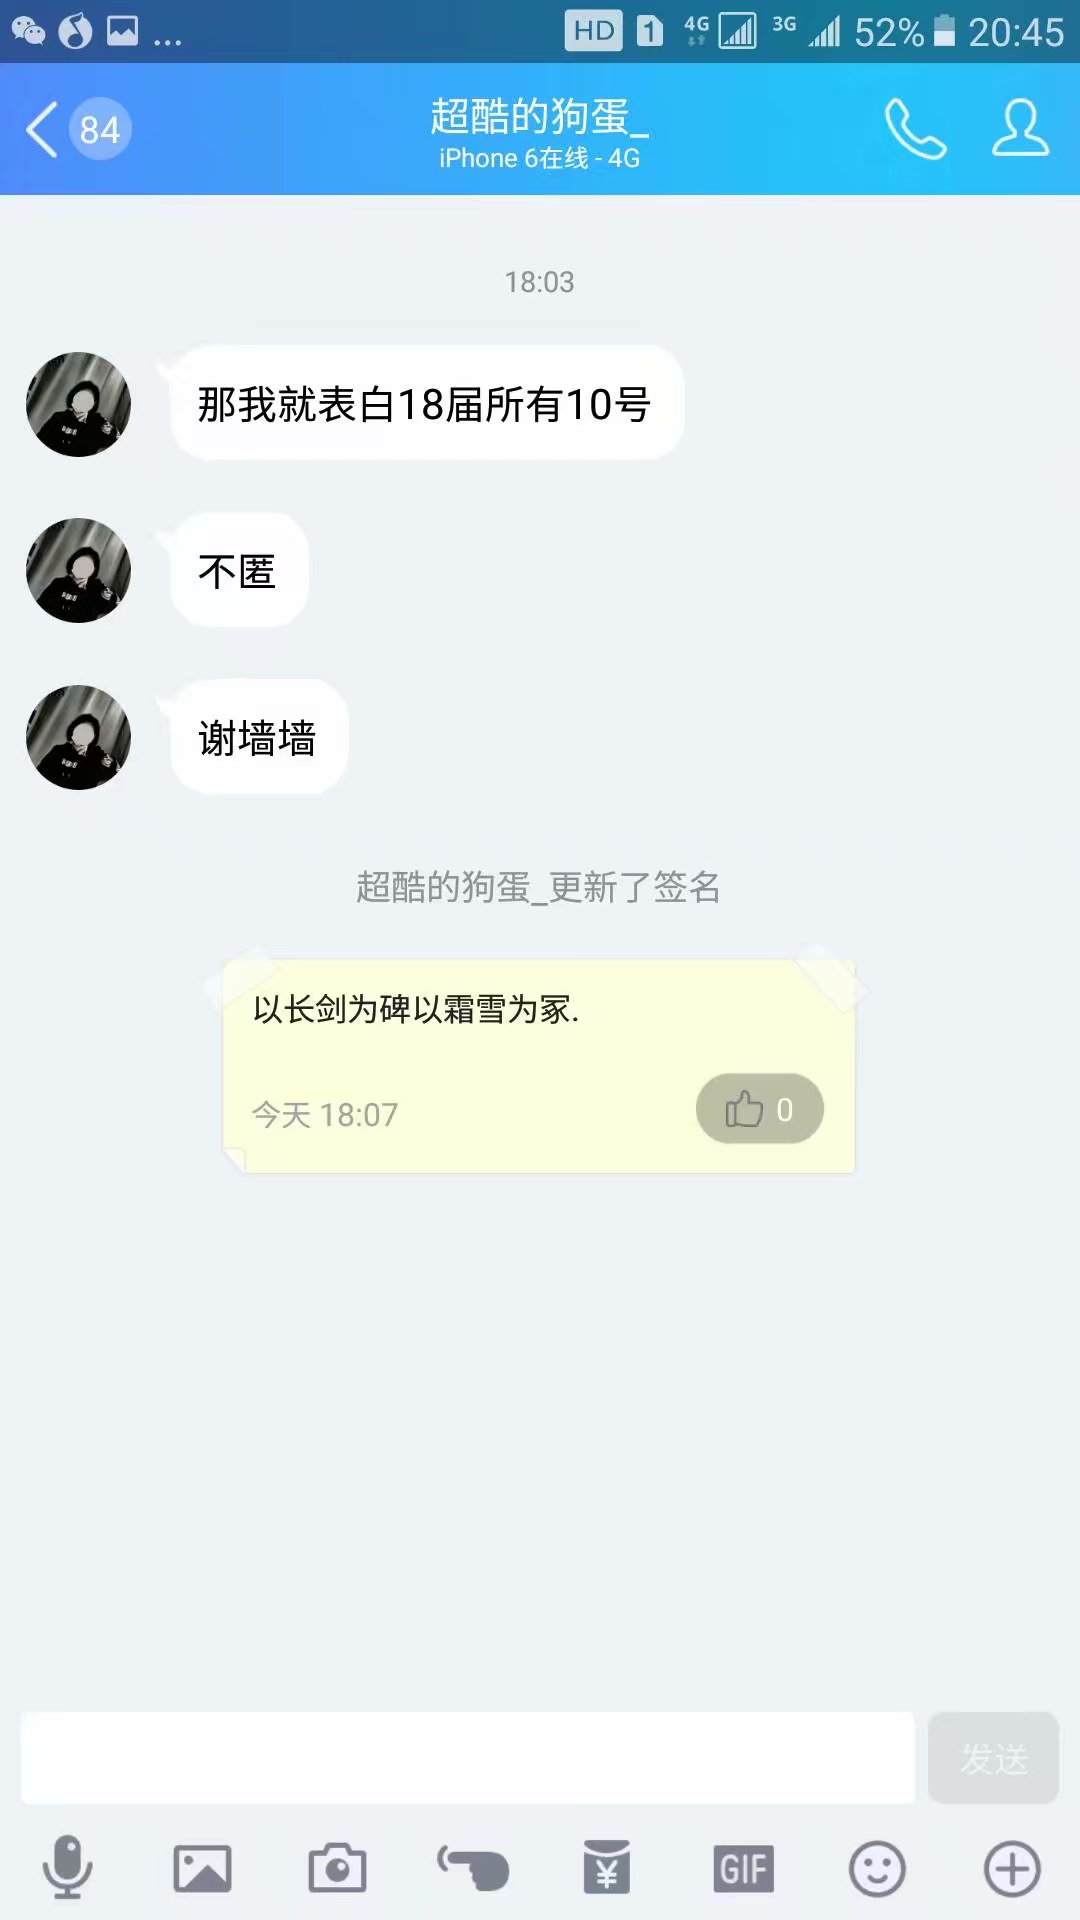 ... HD 1 4G 3G 52% 20:45
84
超酷的狗蛋_
iPhone 6在线 - 4G
18:03
那我就表白18届所有10号
不匿
谢墙墙
超酷的狗蛋_更新了签名
以长剑为碑以霜雪为冢.
今天 18:07
0
发送
¥
GIF